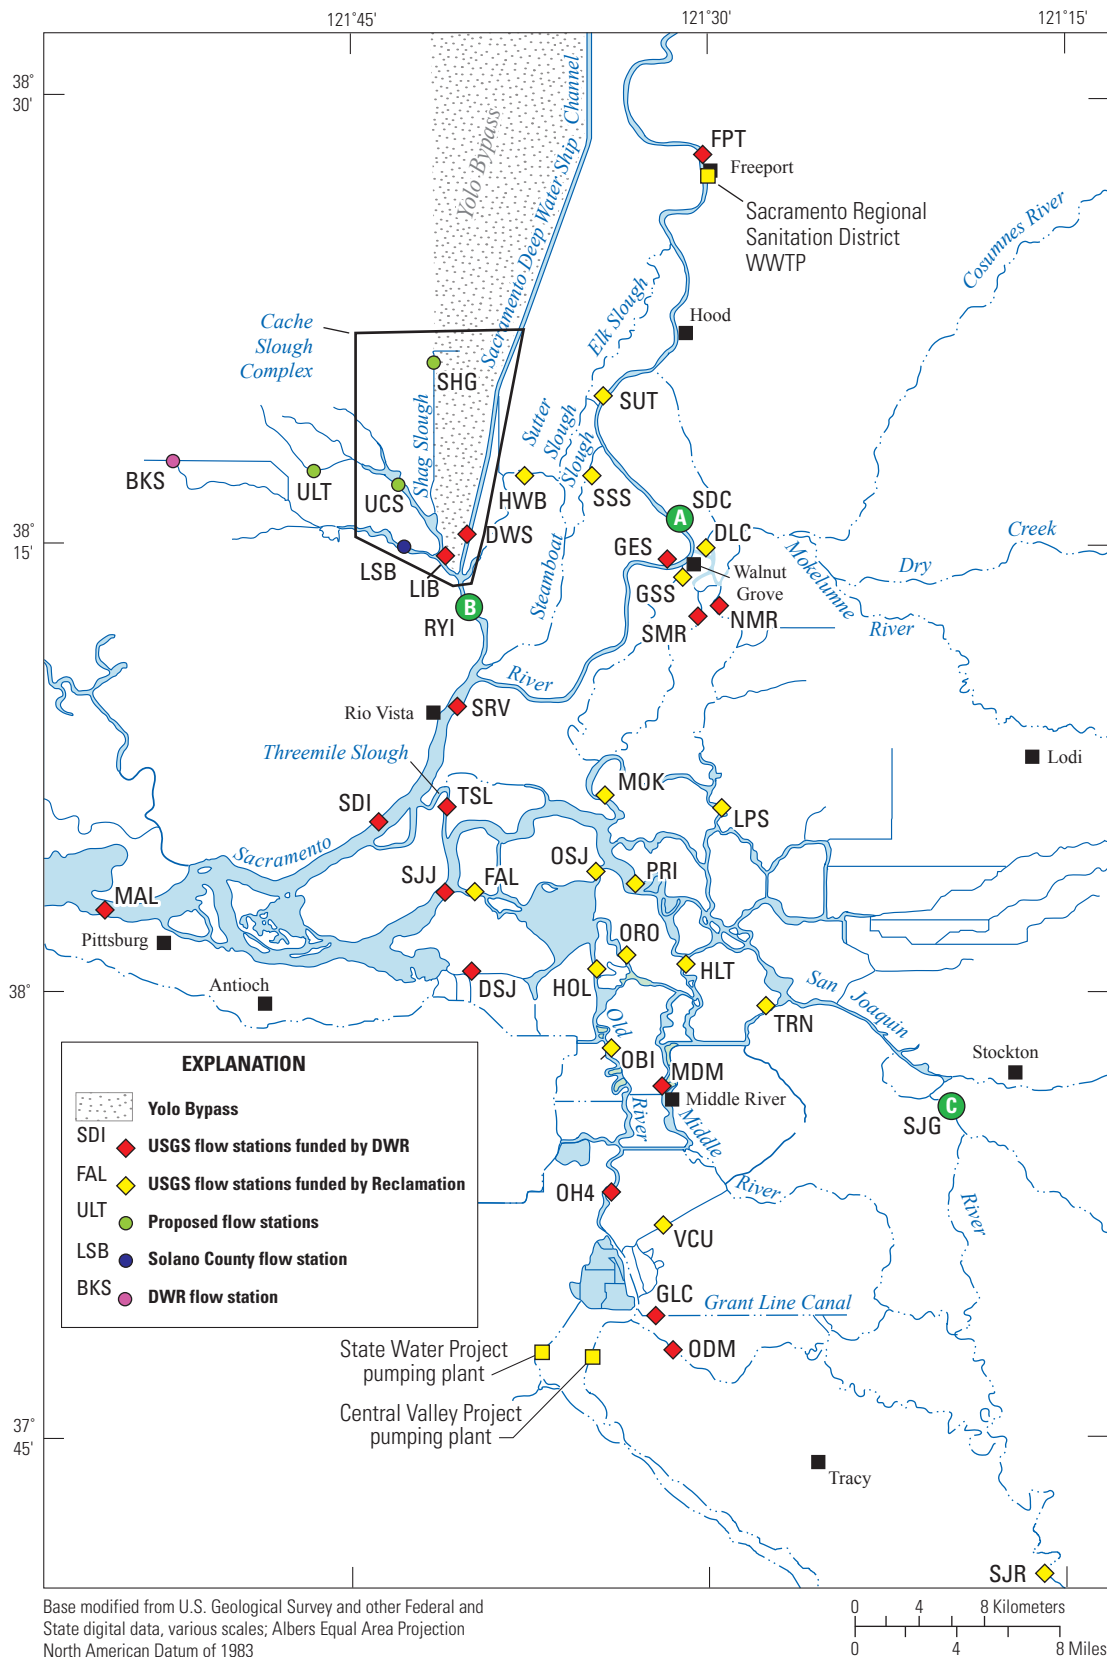 121°45'
121°30'
121°15'
38°
30'
FPT
Freeport
Sacramento Regional
Sanitation District
WWTP
Yolo Bypass
Sacramento Deep Water Ship Channel
Cosumnes River
Elk Slough
Hood
Cache
Slough
Complex
SHG
SUT
Shag Slough
Sutter
Slough
Slough
Steamboat
BKS
ULT
UCS
HWB
SSS
SDC
A
DLC
38°
15'
LSB
LIB
DWS
GES
GSS
Walnut
Grove
Mokelumne
River
Dry
Creek
B
RYI
SMR
NMR
River
Rio Vista
SRV
Threemile Slough
Lodi
MOK
SDI
TSL
LPS
Sacramento
OSJ
PRI
SJJ
FAL
MAL
Pittsburg
ORO
HLT
Antioch
38°
DSJ
HOL
San
Joaquin
TRN
Old
River
OBI
Stockton
MDM
Middle River
Middle
River
C
SJG
River
OH4
VCU
GLC
Grant Line Canal
ODM
EXPLANATION
Yolo Bypass
SDI
USGS flow stations funded by DWR
FAL
USGS flow stations funded by Reclamation
ULT
Proposed flow stations
LSB
Solano County flow station
BKS
DWR flow station
State Water Project
pumping plant
Central Valley Project
pumping plant
37°
45'
Tracy
SJR
Base modified from U.S. Geological Survey and other Federal and
State digital data, various scales; Albers Equal Area Projection
North American Datum of 1983
0 4 8 Kilometers
0 4 8 Miles